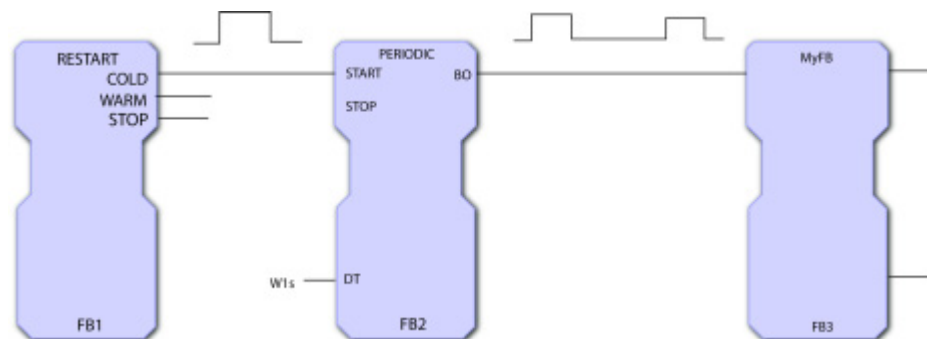 RESTART
COLD
WARM
STOP
FB1
PERIODIC
START
BO
STOP
W1s
DT
FB2
MyFB
FB3